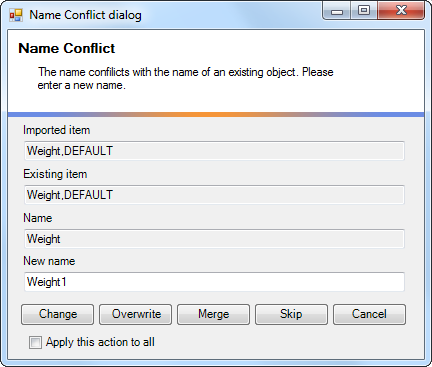 Name Conflict dialog
Name Conflict
The name confilicts with the name of an existing object. Please
enter a new name.
Imported item
Weight,DEFAULT
Existing item
Weight,DEFAULT
Name
Weight
New name
Weight1
Change Overwrite Merge Skip Cancel
Apply this action to all